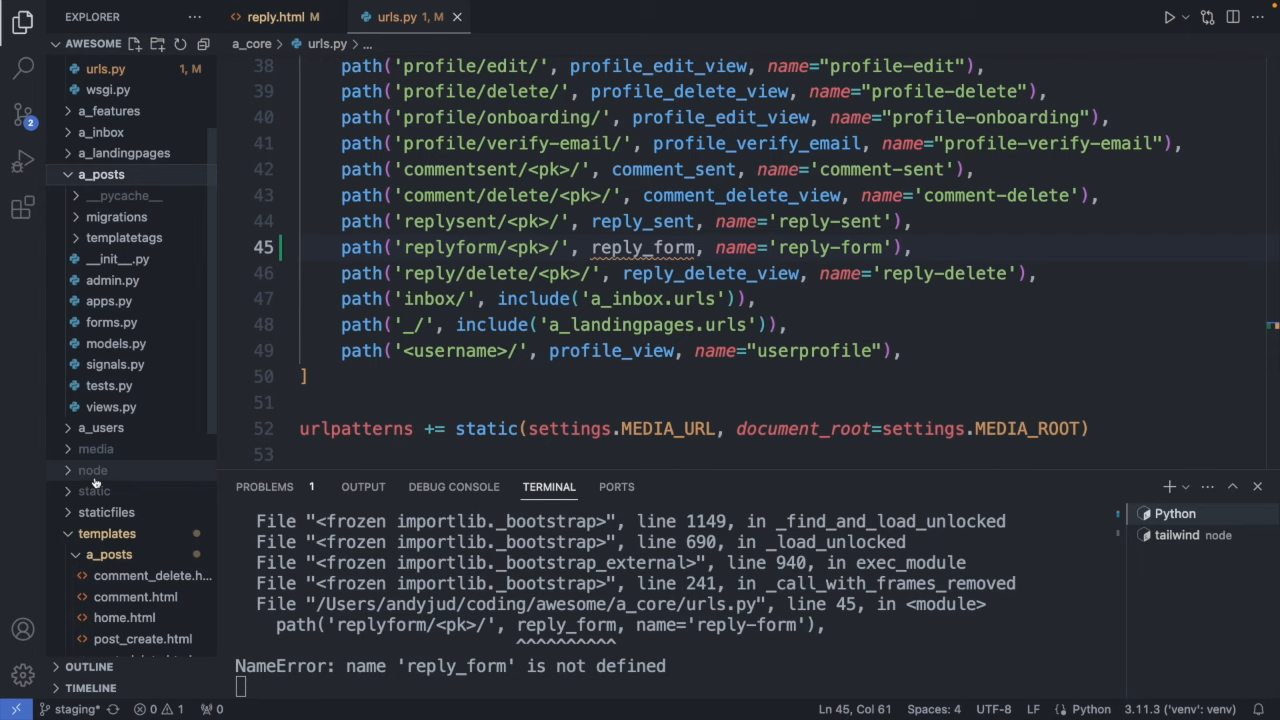 EXPLORER
reply.html M
urls.py 1, M
AWESOME
urls.py 1, M
wsgi.py
a_features
a_inbox
a_landingpages
a_posts
__pycache__
migrations
templatetags
__init__.py
admin.py
apps.py
forms.py
models.py
signals.py
tests.py
views.py
a_users
media
node
static
staticfiles
templates
a_posts
comment_delete.h...
comment.html
home.html
post_create.html
OUTLINE
TIMELINE
a_core > urls.py > ...
38 path('profile/edit/', profile_edit_view, name="profile-edit"),
39 path('profile/delete/', profile_delete_view, name="profile-delete"),
40 path('profile/onboarding/', profile_edit_view, name="profile-onboarding"),
41 path('profile/verify-email/', profile_verify_email, name="profile-verify-email"),
42 path('commentsent/<pk>/', comment_sent, name='comment-sent'),
43 path('comment/delete/<pk>/', comment_delete_view, name='comment-delete'),
44 path('replysent/<pk>/', reply_sent, name='reply-sent'),
45 path('replyform/<pk>/', reply_form, name='reply-form'),
46 path('reply/delete/<pk>/', reply_delete_view, name='reply-delete'),
47 path('inbox/', include('a_inbox.urls')),
48 path('_/', include('a_landingpages.urls')),
49 path('<username>/', profile_view, name="userprofile"),
50 ]
51
52 urlpatterns += static(settings.MEDIA_URL, document_root=settings.MEDIA_ROOT)
53
PROBLEMS 1 OUTPUT DEBUG CONSOLE TERMINAL PORTS
File "<frozen importlib._bootstrap>", line 1149, in _find_and_load_unlocked
File "<frozen importlib._bootstrap>", line 690, in _load_unlocked
File "<frozen importlib._bootstrap_external>", line 940, in exec_module
File "<frozen importlib._bootstrap>", line 241, in _call_with_frames_removed
File "/Users/andyjud/coding/awesome/a_core/urls.py", line 45, in <module>
path('replyform/<pk>/', reply_form, name='reply-form'),
^^^^^^^^^^
NameError: name 'reply_form' is not defined
Python
tailwind node
2
staging* 0 1 0
Ln 45, Col 61 Spaces: 4 UTF-8 LF Python 3.11.3 ('venv': venv)